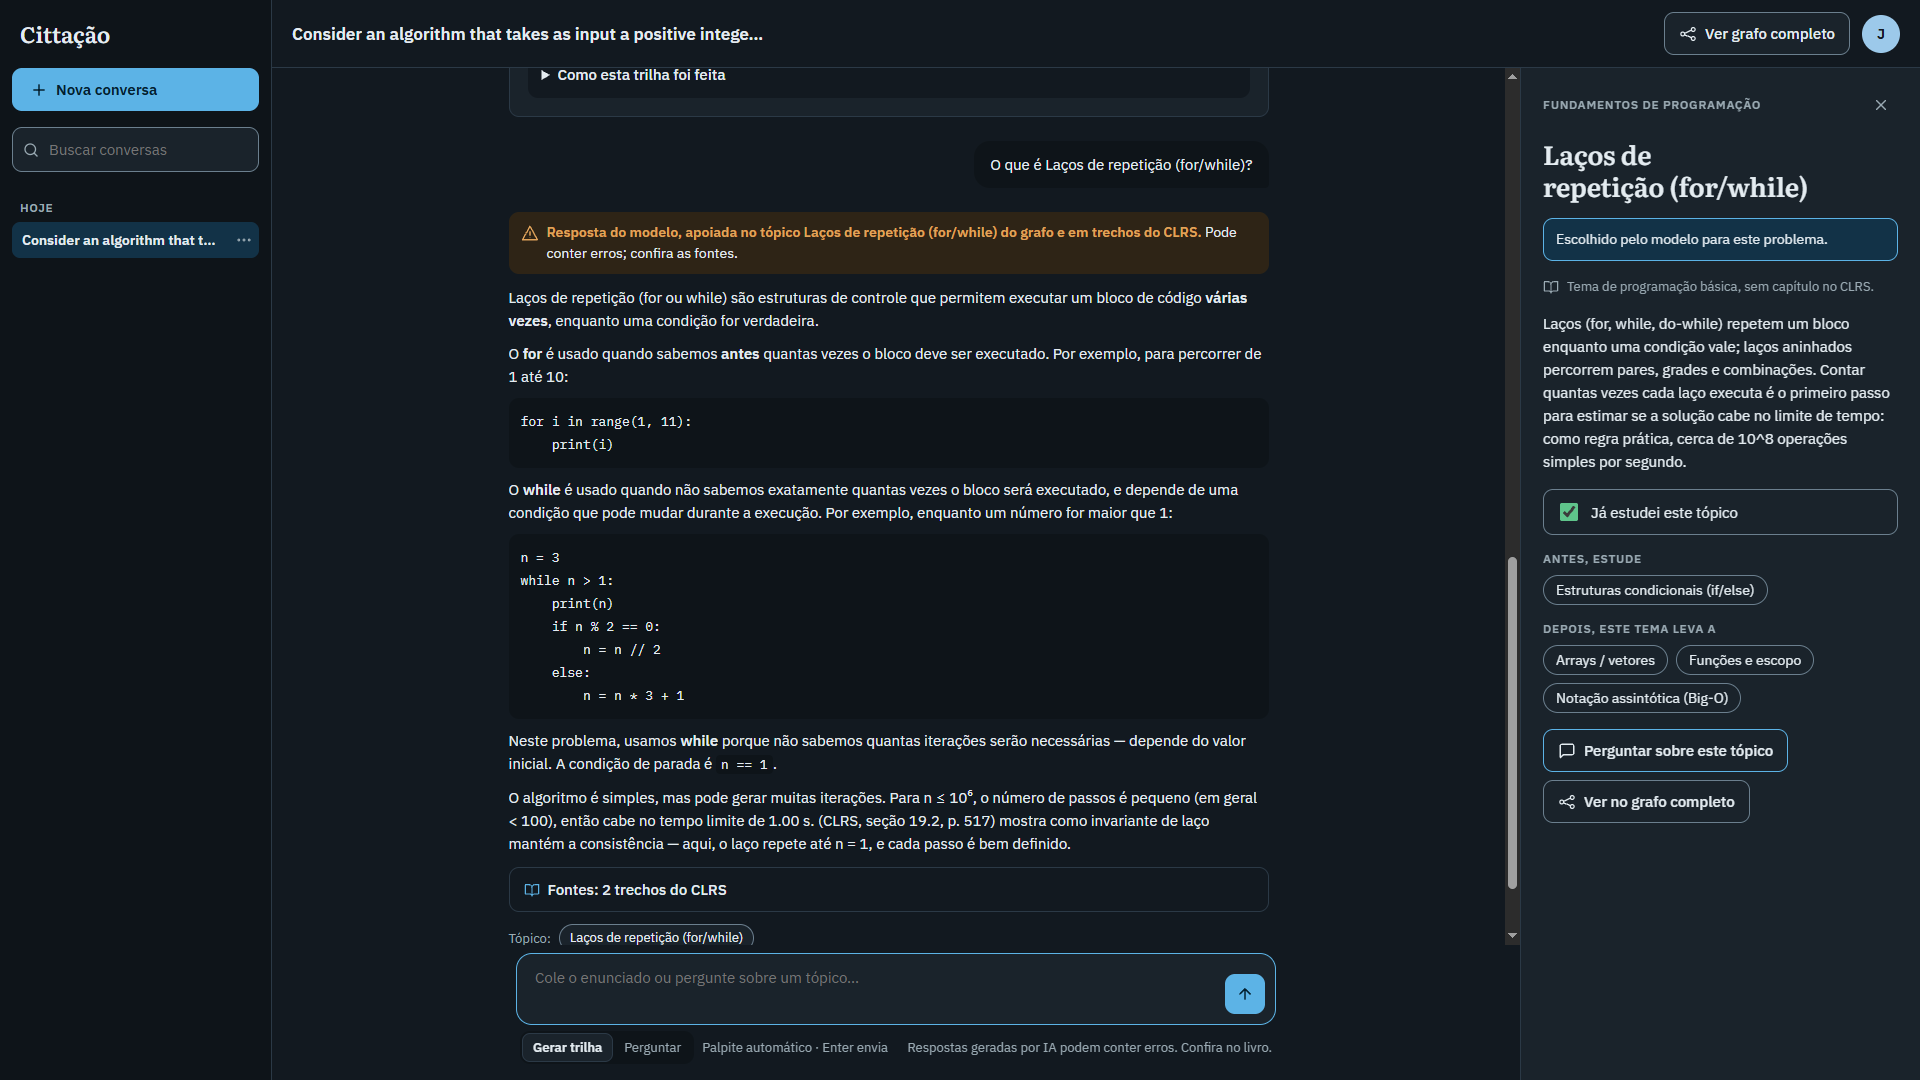 Cittação
Nova conversa
Buscar conversas
HOJE
Consider an algorithm that t...
Consider an algorithm that takes as input a positive intege...
Ver grafo completo
J
Como esta trilha foi feita
O que é Laços de repetição (for/while)?
Resposta do modelo, apoiada no tópico Laços de repetição (for/while) do grafo e em trechos do CLRS. Pode
conter erros; confira as fontes.
Laços de repetição (for ou while) são estruturas de controle que permitem executar um bloco de código várias
vezes, enquanto uma condição for verdadeira.
O for é usado quando sabemos antes quantas vezes o bloco deve ser executado. Por exemplo, para percorrer de
1 até 10:
for i in range(1, 11):
    print(i)
O while é usado quando não sabemos exatamente quantas vezes o bloco será executado, e depende de uma
condição que pode mudar durante a execução. Por exemplo, enquanto um número for maior que 1:
n = 3
while n > 1:
    print(n)
    if n % 2 == 0:
        n = n // 2
    else:
        n = n * 3 + 1
Neste problema, usamos while porque não sabemos quantas iterações serão necessárias — depende do valor
inicial. A condição de parada é n == 1 .
O algoritmo é simples, mas pode gerar muitas iterações. Para n ≤ 10⁶, o número de passos é pequeno (em geral
< 100), então cabe no tempo limite de 1.00 s. (CLRS, seção 19.2, p. 517) mostra como invariante de laço
mantém a consistência — aqui, o laço repete até n = 1, e cada passo é bem definido.
Fontes: 2 trechos do CLRS
Tópico: Laços de repetição (for/while)
Cole o enunciado ou pergunte sobre um tópico...
Gerar trilha Perguntar Palpite automático · Enter envia Respostas geradas por IA podem conter erros. Confira no livro.
FUNDAMENTOS DE PROGRAMAÇÃO
Laços de
repetição (for/while)
Escolhido pelo modelo para este problema.
Tema de programação básica, sem capítulo no CLRS.
Laços (for, while, do-while) repetem um bloco
enquanto uma condição vale; laços aninhados
percorrem pares, grades e combinações. Contar
quantas vezes cada laço executa é o primeiro passo
para estimar se a solução cabe no limite de tempo:
como regra prática, cerca de 10^8 operações
simples por segundo.
Já estudei este tópico
ANTES, ESTUDE
Estruturas condicionais (if/else)
DEPOIS, ESTE TEMA LEVA A
Arrays / vetores Funções e escopo
Notação assintótica (Big-O)
Perguntar sobre este tópico
Ver no grafo completo